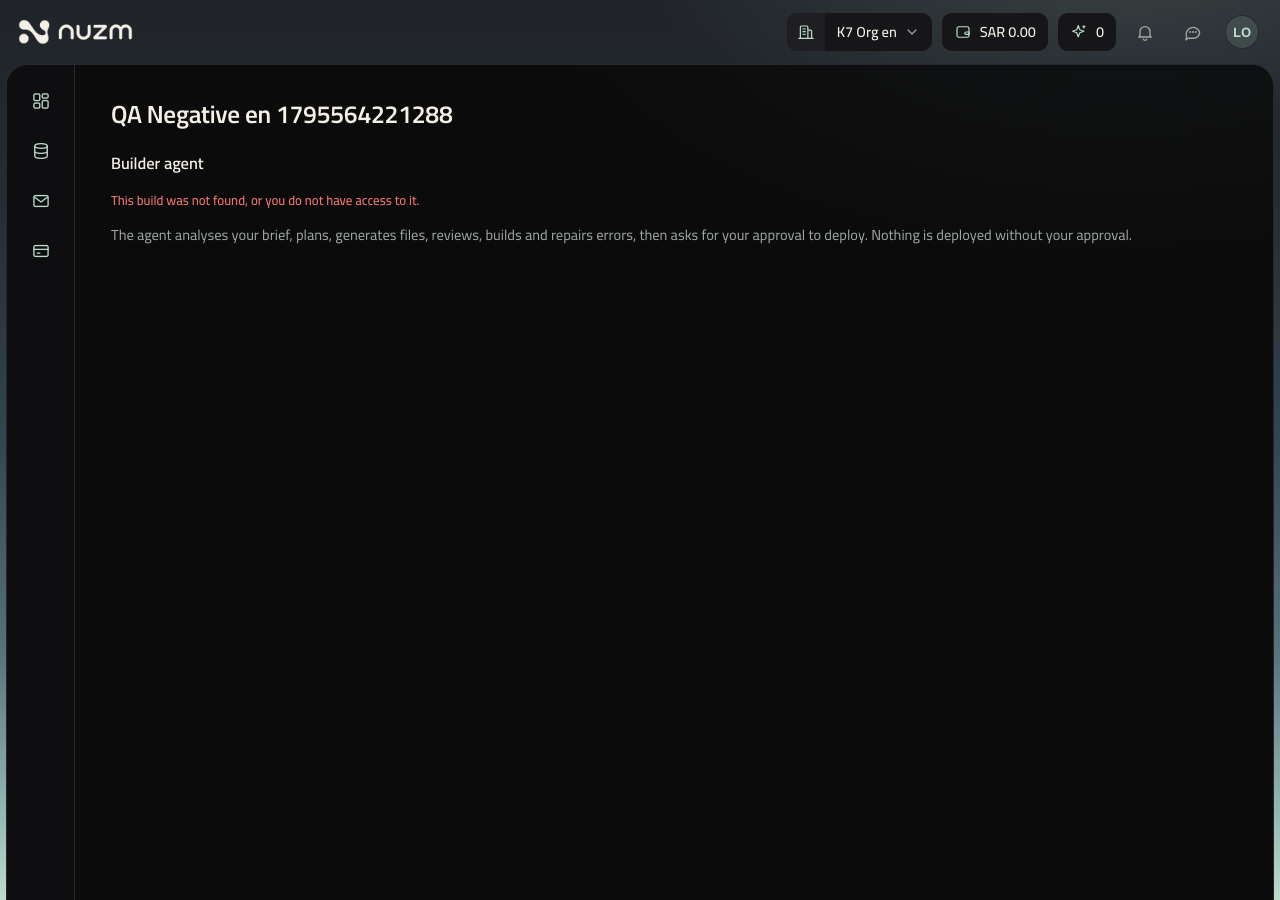 nuzm
K7 Org en
SAR 0.00
0
LO
QA Negative en 1795564221288
Builder agent
This build was not found, or you do not have access to it.
The agent analyses your brief, plans, generates files, reviews, builds and repairs errors, then asks for your approval to deploy. Nothing is deployed without your approval.